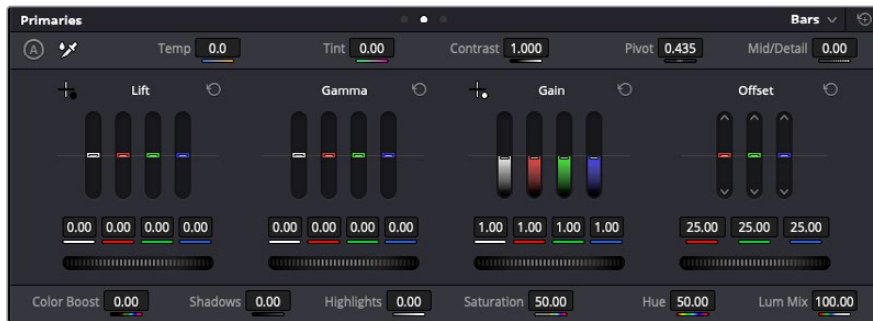 Primaries Bars
A Temp 0.0 Tint 0.00 Contrast 1.000 Pivot 0.435 Mid/Detail 0.00
Lift Gamma Gain Offset
0.00 0.00 0.00 0.00 0.00 0.00 0.00 0.00 1.00 1.00 1.00 1.00 25.00 25.00 25.00
Color Boost 0.00 Shadows 0.00 Highlights 0.00 Saturation 50.00 Hue 50.00 Lum Mix 100.00